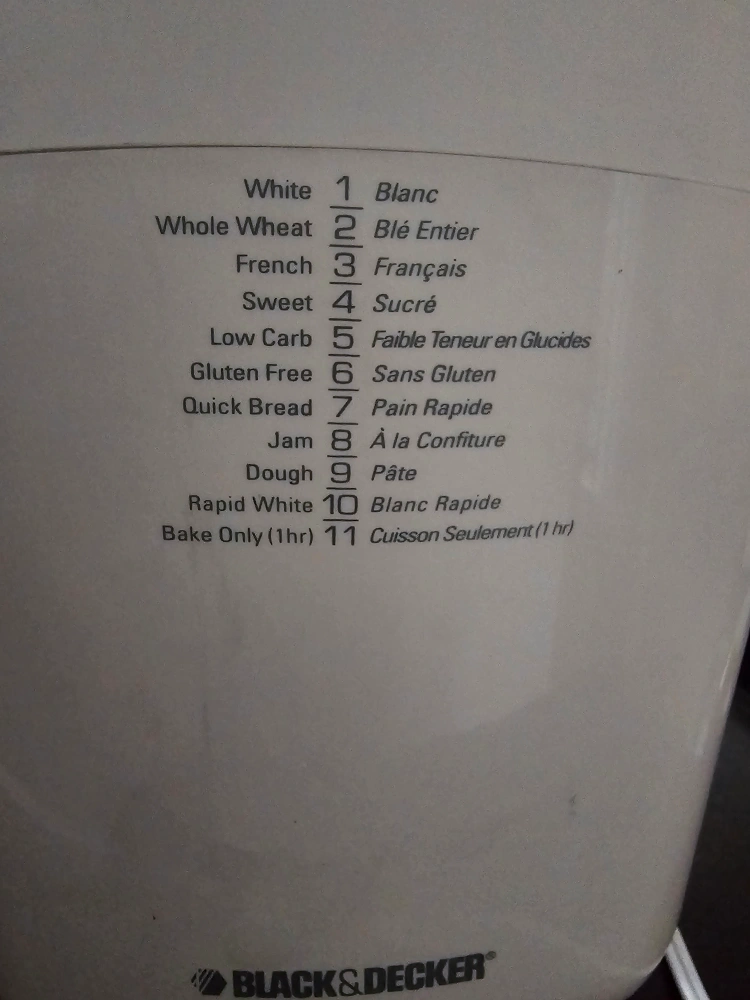 White 1 Blanc
Whole Wheat 2 Blé Entier
French 3 Français
Sweet 4 Sucré
Low Carb 5 Faible Teneur en Glucides
Gluten Free 6 Sans Gluten
Quick Bread 7 Pain Rapide
Jam 8 À la Confiture
Dough 9 Pâte
Rapid White 10 Blanc Rapide
Bake Only (1hr) 11 Cuisson Seulement (1 hr)
BLACK&DECKER®